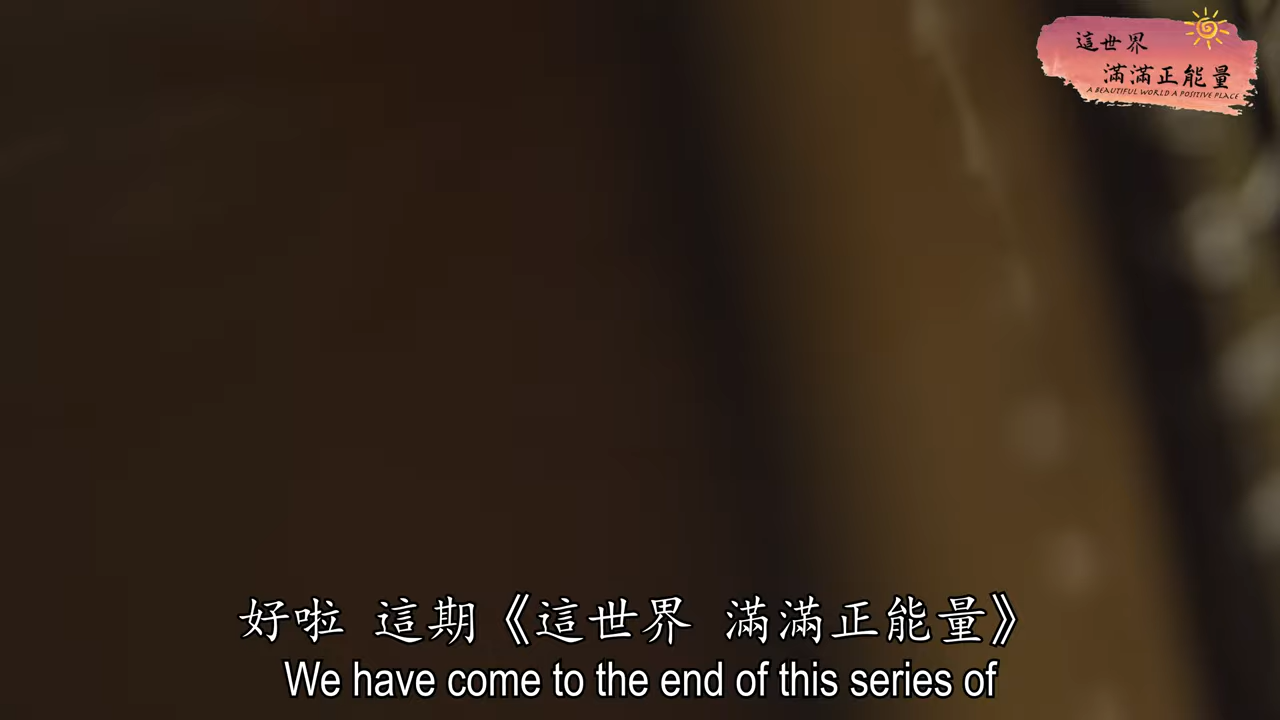 這世界
滿滿正能量
A BEAUTIFUL WORLD A POSITIVE PLACE
好啦 這期《這世界 滿滿正能量》
We have come to the end of this series of